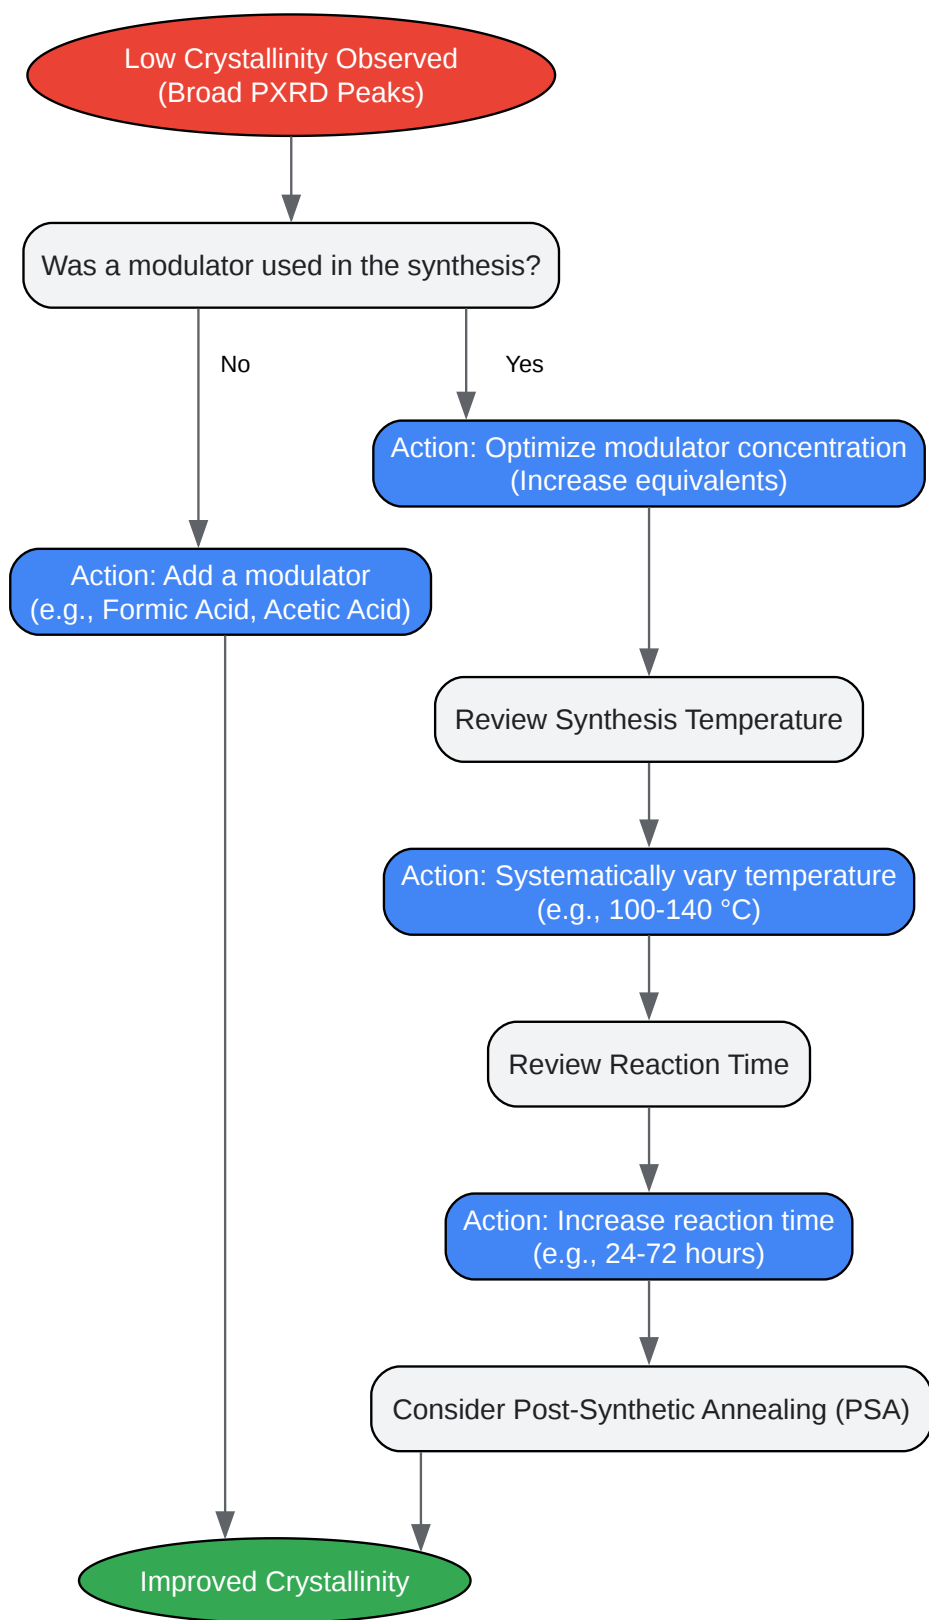 Low Crystallinity Observed
(Broad PXRD Peaks)
Was a modulator used in the synthesis?
No
Yes
Action: Optimize modulator concentration
(Increase equivalents)
Action: Add a modulator
(e.g., Formic Acid, Acetic Acid)
Review Synthesis Temperature
Action: Systematically vary temperature
(e.g., 100-140 °C)
Review Reaction Time
Action: Increase reaction time
(e.g., 24-72 hours)
Consider Post-Synthetic Annealing (PSA)
Improved Crystallinity